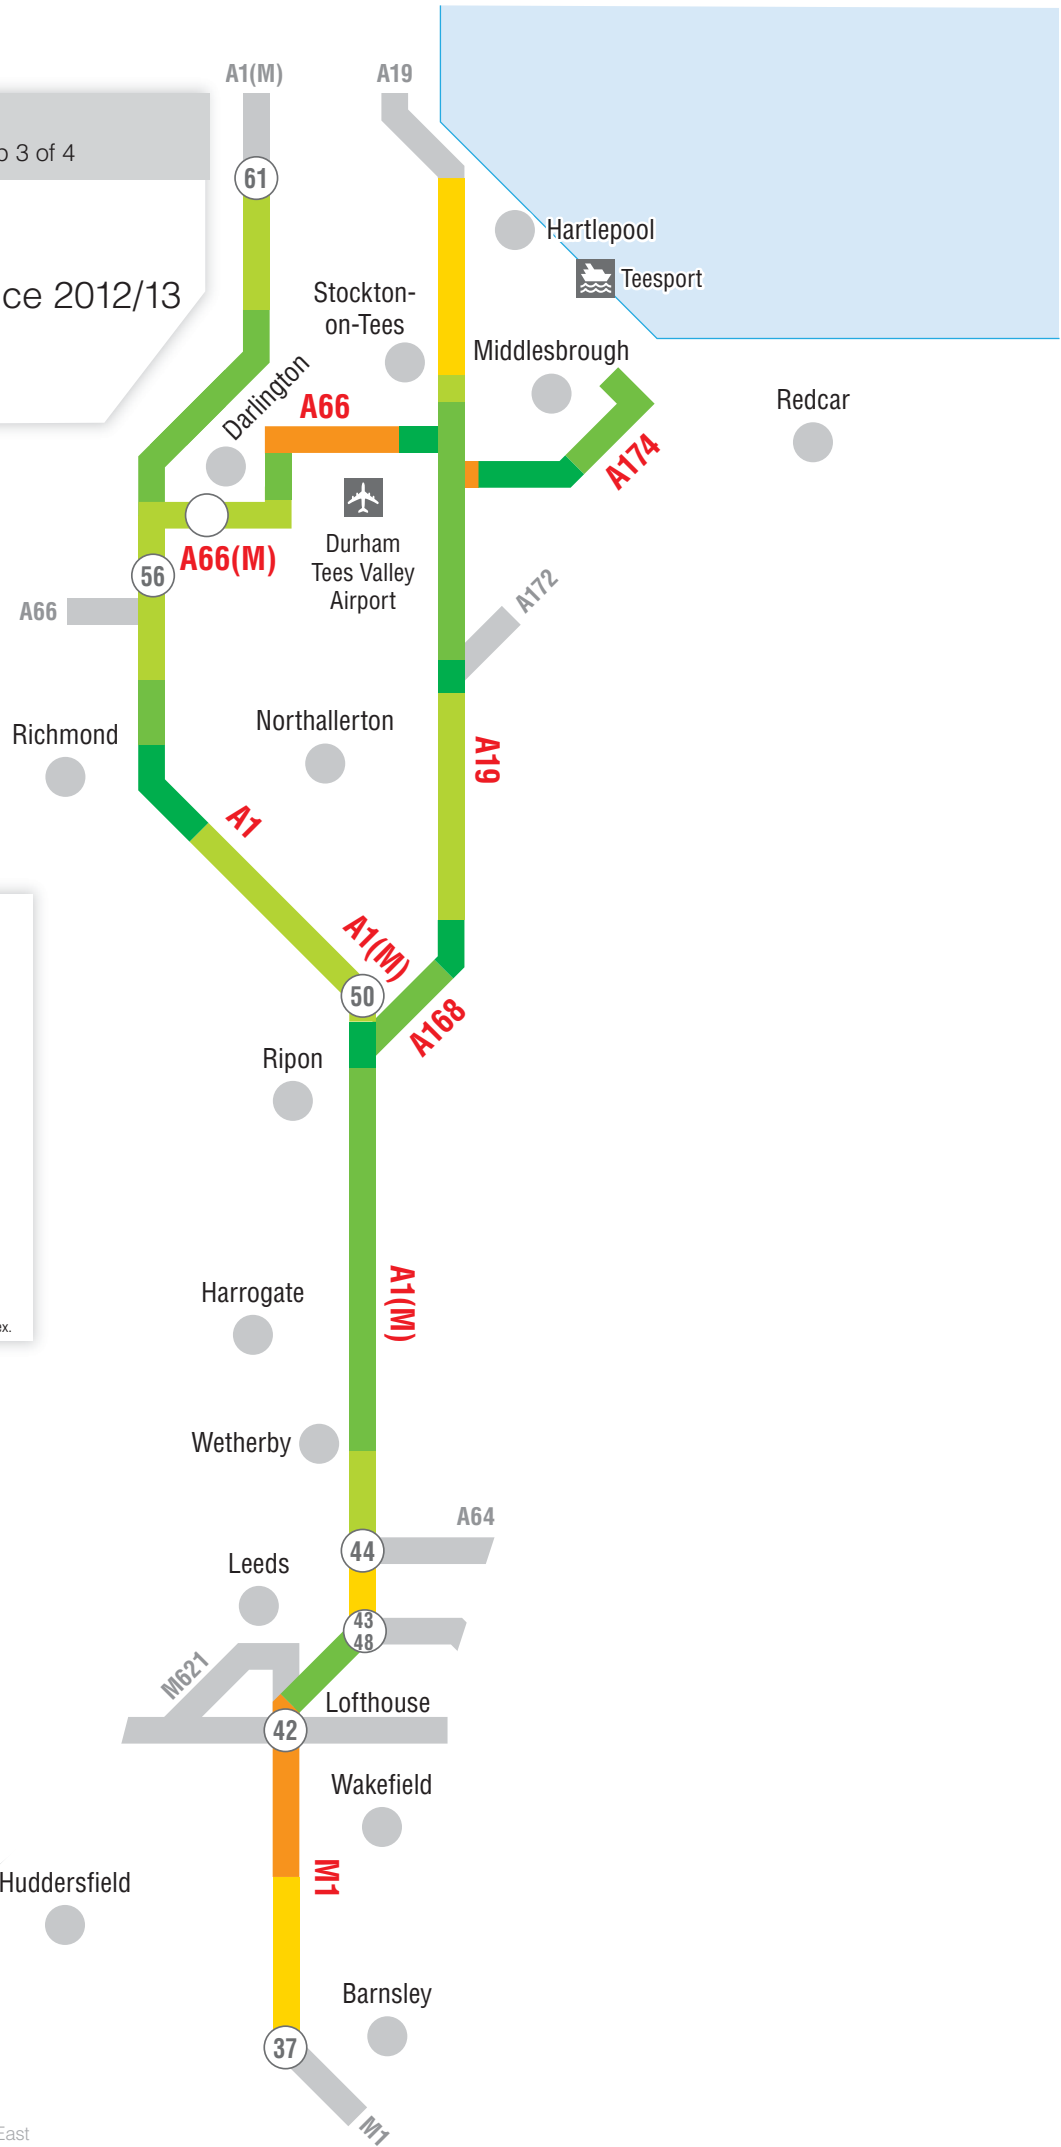 A1(M)
A19
3 of 4
61
Hartlepool
Teesport
2012/13
Stockton-
on-Tees
Middlesbrough
Darlington
A66
Redcar
A174
A66(M)
Durham
Tees Valley
Airport
56
A66
A172
Richmond
Northallerton
A19
A1
A1(M)
50
A168
Ripon
Harrogate
A1(M)
Wetherby
A64
44
Leeds
43
48
M621
Lofthouse
42
Wakefield
M1
Huddersfield
Barnsley
37
M1
East